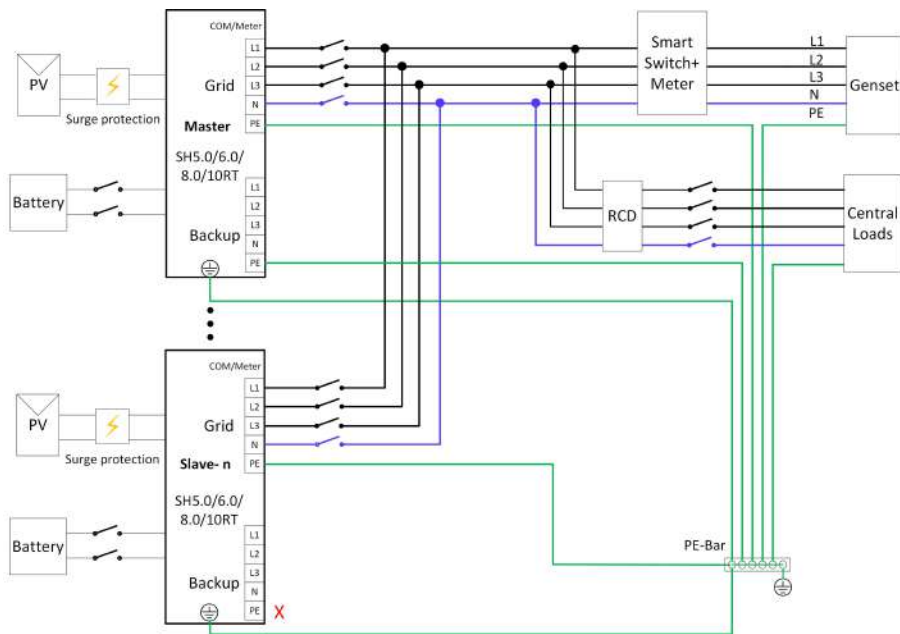 COM/Meter
L1
L2
L3
N
PE
Grid
Master
SH5.0/6.0/
8.0/10RT
L1
L2
L3
N
PE
Backup
PV
Surge protection
Battery
Smart
Switch+
Meter
L1
L2
L3
N
PE
Genset
RCD
Central
Loads
COM/Meter
L1
L2
L3
N
PE
Grid
Slave- n
SH5.0/6.0/
8.0/10RT
L1
L2
L3
N
PE
X
Backup
PV
Surge protection
Battery
PE-Bar